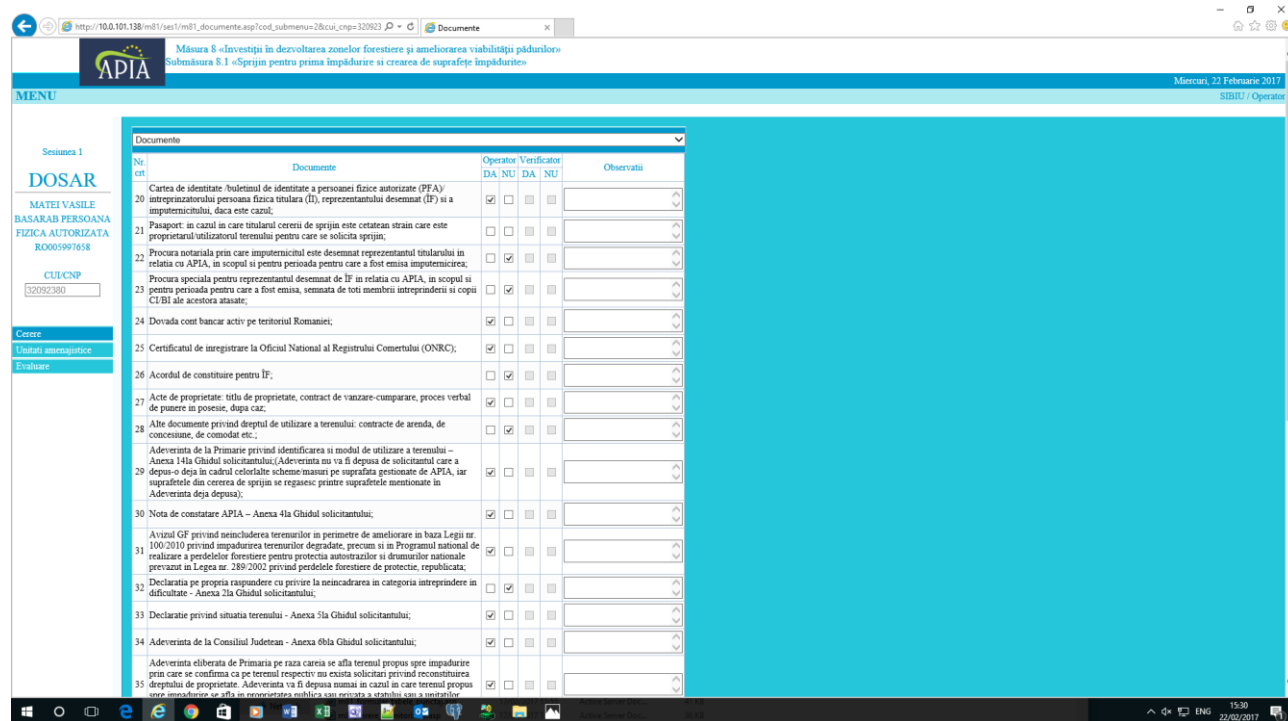 http://10.0.101.138/m81/ses1/m81_documente.asp?cod_submenu=2&cui_cnp=320923
Documente
APIA
Măsura 8 «Investiții în dezvoltarea zonelor forestiere și ameliorarea viabilității pădurilor»
Submăsura 8.1 «Sprijin pentru prima împădurire si crearea de suprafețe împădurite»
Miercuri, 22 Februarie 2017
MENU
SIBIU / Operator
Sesiunea 1
DOSAR
MATEI VASILE
BASARAB PERSOANA
FIZICA AUTORIZATA
RO005997658
CUI/CNP
32092380
Cerere
Unitati amenajistice
Evaluare
Documente
Nr. crt Documente Operator Verificator Observatii
DA NU DA NU
20 Cartea de identitate /buletinul de identitate a persoanei fizice autorizate (PFA)/
intreprinzatorului persoana fizica titulara (ÎI), reprezentantului desemnat (ÎF) si a
imputernicitului, daca este cazul;
21 Pasaport: in cazul in care titularul cererii de sprijin este cetatean strain care este
proprietarul/utilizatorul terenului pentru care se solicita sprijin;
22 Procura notariala prin care imputernicitul este desemnat reprezentantul titularului in
relatia cu APIA, in scopul si pentru perioada pentru care a fost emisa imputernicirea;
23 Procura speciala pentru reprezentantul desemnat de ÎF in relatia cu APIA, in scopul si
pentru perioada pentru care a fost emisa, semnata de toti membrii intreprinderii si copii
CI/BI ale acestora atasate;
24 Dovada cont bancar activ pe teritoriul Romaniei;
25 Certificatul de inregistrare la Oficiul National al Registrului Comertului (ONRC);
26 Acordul de constituire pentru ÎF;
27 Acte de proprietate: titlu de proprietate, contract de vanzare-cumparare, proces verbal
de punere in posesie, dupa caz;
28 Alte documente privind dreptul de utilizare a terenului: contracte de arenda, de
concesiune, de comodat etc.;
29 Adeverinta de la Primarie privind identificarea si modul de utilizare a terenului –
Anexa 14la Ghidul solicitantului;(Adeverinta nu va fi depusa de solicitantul care a
depus-o deja în cadrul celorlalte scheme/masuri pe suprafata gestionate de APIA, iar
suprafetele din cererea de sprijin se regasesc printre suprafetele mentionate în
Adeverinta deja depusa);
30 Nota de constatare APIA – Anexa 4la Ghidul solicitantului;
31 Avizul GF privind neincluderea terenurilor in perimetre de ameliorare in baza Legii nr.
100/2010 privind impadurirea terenurilor degradate, precum si in Programul national de
realizare a perdelelor forestiere pentru protectia autostrazilor si drumurilor nationale
prevazut in Legea nr. 289/2002 privind perdelele forestiere de protectie, republicata;
32 Declaratia pe propria raspundere cu privire la neincadrarea in categoria intreprindere in
dificultate - Anexa 2la Ghidul solicitantului;
33 Declaratie privind situatia terenului - Anexa 5la Ghidul solicitantului;
34 Adeverinta de la Consiliul Judetean - Anexa 6bla Ghidul solicitantului;
35 Adeverinta eliberata de Primaria pe raza careia se afla terenul propus spre impadurire
prin care se confirma ca pe terenul respectiv nu exista solicitari privind reconstituirea
dreptului de proprietate. Adeverinta va fi depusa numai in cazul in care terenul propus
spre impadurire se afla in proprietatea publica sau privata a statului sau a unitatilor
ENG
15:30
22/02/2017